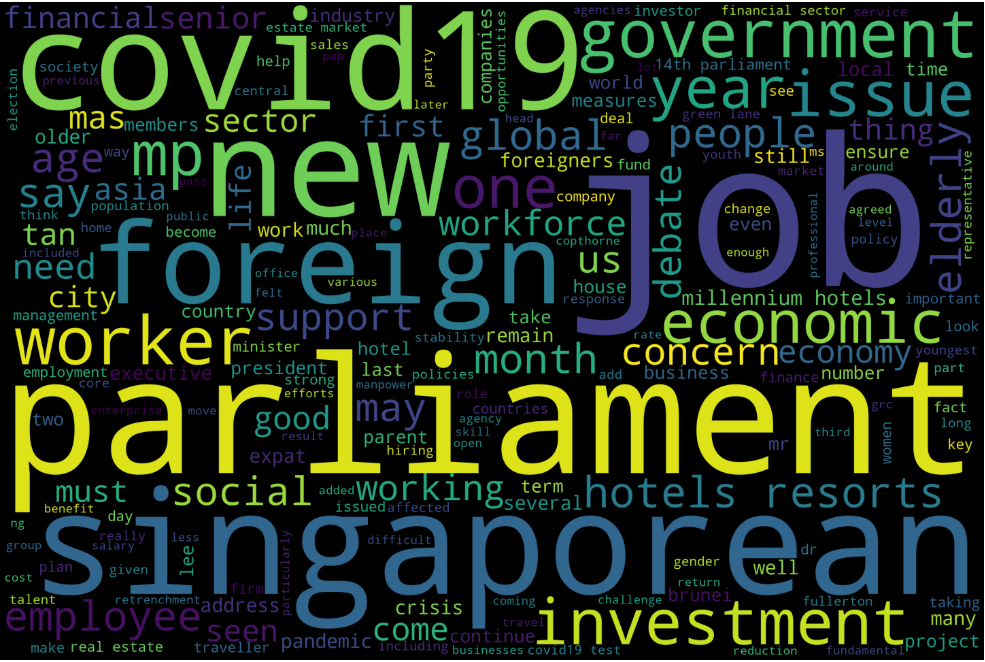 financial senior
industry
agencies
investor
financial sector
service
covid19
estate market
sales
pap
help
party
companies
opportunities
government
society
previous
central
later
world
14th parliament
lot
local
time
election
measures
year
see
issue
mas
members
sector
first
global
head
deal
green lane
people
thing
older
age
way
mp
new
foreigners
far
fund
youth
still
ms
ensure
elderly
representative
say
asia
pass
life
one
company
market
around
job
population
think
public
become
work
much
place
workforce
debate
change
even
agreed
level
professional
policy
tan
home
included
foreign
copthorne
us
enough
need
office
felt
various
house
response
city
country
support
take
millennium hotels
important
management
remain
stability
economic
rate
look
worker
minister
hotel
month
concern
economy
youngest
president
last
policies
add
business
number
part
employment
executive
strong
manpower
finance
core
efforts
parliament
two
enterprise
move
good
may
role
countries
grc
fact
result
agency
long
skill
parent
open
hiring
expat
mr
third
women
key
must
social
added
working
term
hotels resorts
benefit
issued
affected
several
ng
day
singaporean
group
really
less
lee
difficult
gender
dr
well
plan
salary
given
particularly
brunei
cost
firm
return
talent
retrenchment
coming
challenge
fullerton
taking
employee
address
crisis
investment
many
seen
pandemic
come
continue
travel
project
including
make
real estate
traveller
businesses
covid19 test
reduction
fundamental